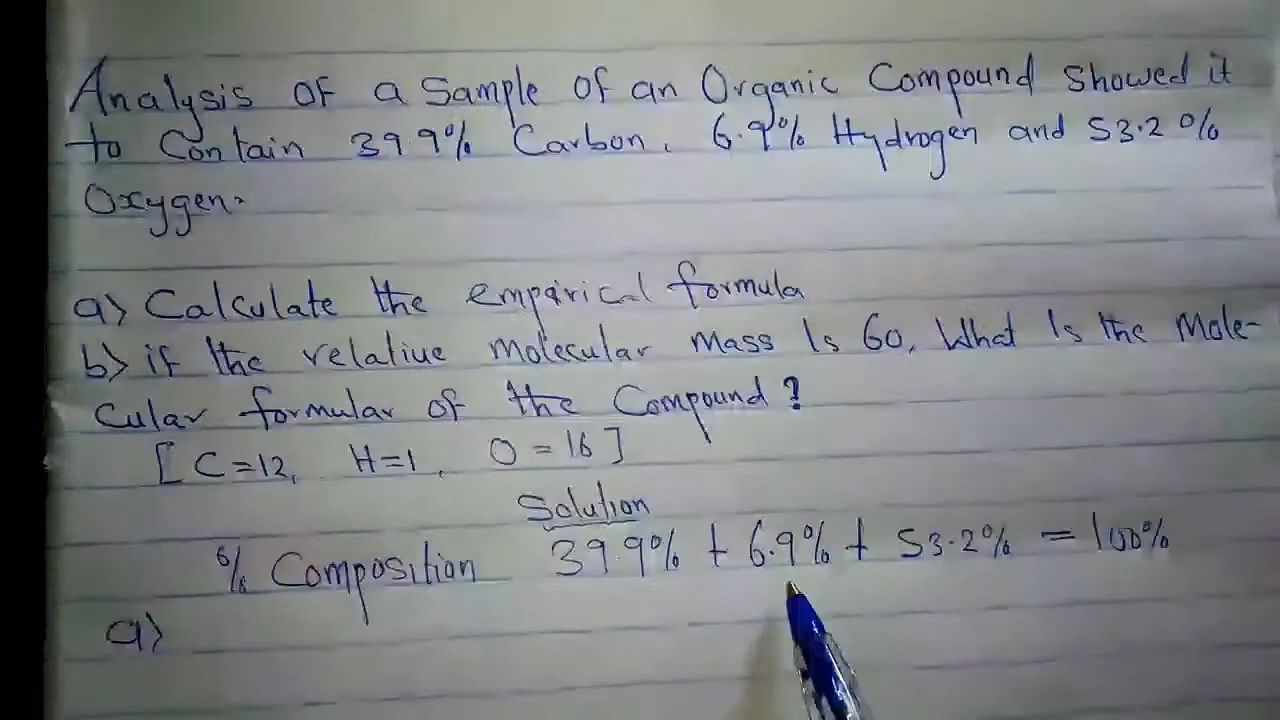 Analysis of a Sample of an Organic Compound showed it
to Contain 39.9% Carbon, 6.9% Hydrogen and 53.2%
Oxygen.
a) Calculate the empirical formula
b) if the relative molecular mass Is 60, What Is the Mole-
cular formular of the Compound?
[C=12, H=1, O=16]
Solution
% Composition 39.9% + 6.9% + 53.2% = 100%
a)